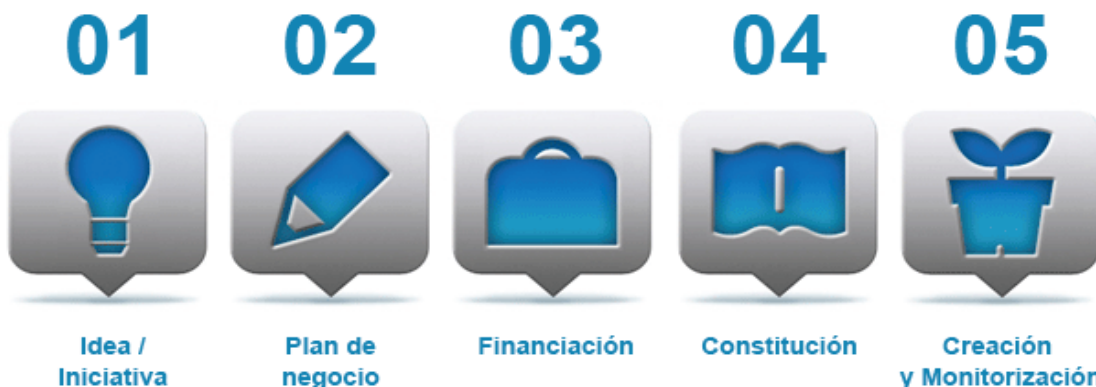 01 02 03 04 05
Idea / Plan de Financiación Constitución Creación
Iniciativa negocio y Monitorización